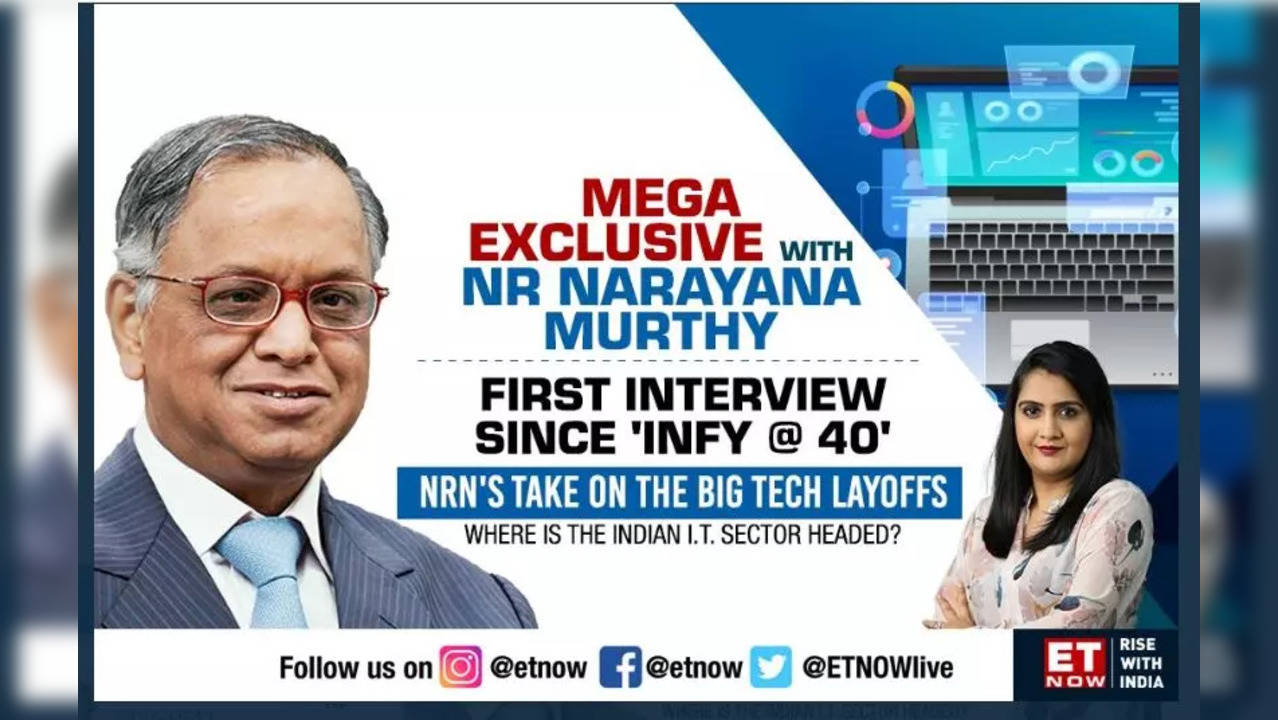 MEGA
EXCLUSIVE WITH
NR NARAYANA
MURTHY
FIRST INTERVIEW
SINCE 'INFY @ 40'
NRN'S TAKE ON THE BIG TECH LAYOFFS
WHERE IS THE INDIAN I.T. SECTOR HEADED?
Follow us on @etnow @etnow @ETNOWlive
ET
NOW
RISE
WITH
INDIA